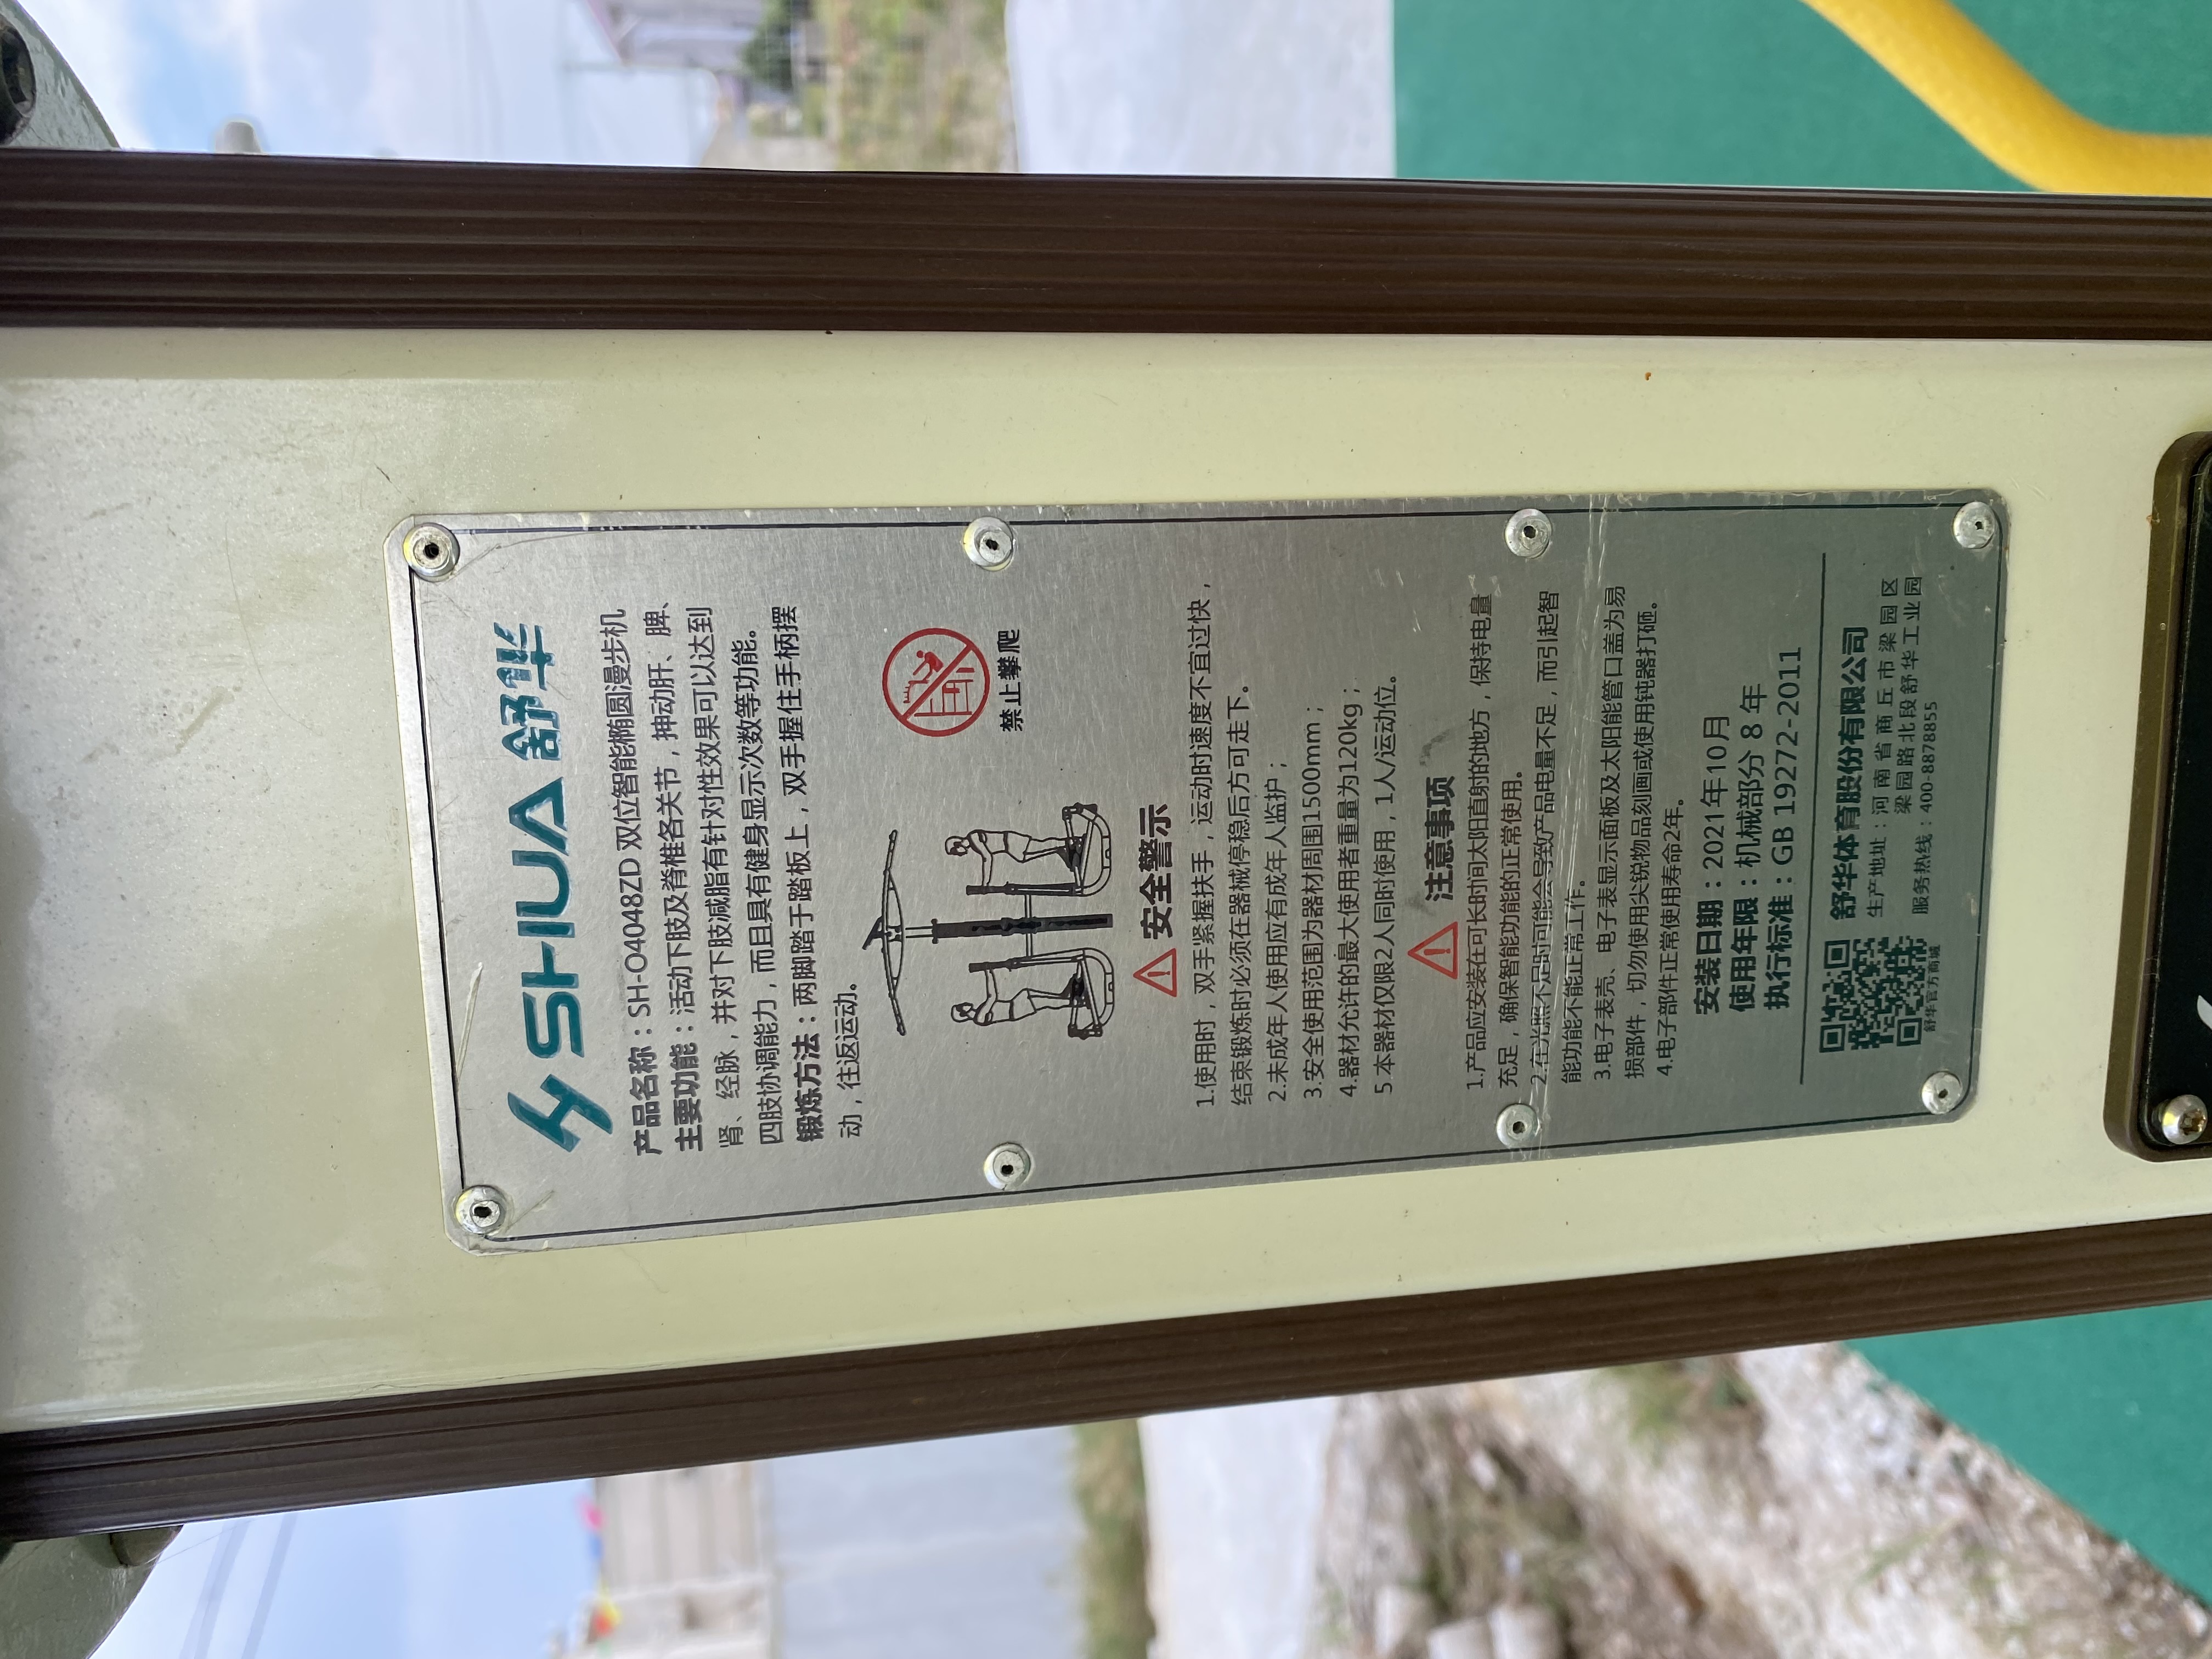 SHUA 舒华
产品名称：SH-O4048ZD 双位智能椭圆漫步机
主要功能：活动下肢及脊椎各关节，抻动肝、脾、
肾、经脉，并对下肢减脂有针对性效果可以达到
四肢协调能力，而且具有健身显示次数等功能。
锻炼方法：两脚踏于踏板上，双手握住手柄摆
动，往返运动。
禁止攀爬
安全警示
1.使用时，双手紧握扶手，运动时速度不宜过快，
结束锻炼时必须在器械停稳后方可走下。
2.未成年人使用应有成年人监护；
3.安全使用范围为器材周围1500mm；
4.器材允许的最大使用者重量为120kg；
5.本器材仅限2人同时使用，1人/运动位。
注意事项
1.产品应安装在可长时间太阳直射的地方，保持电量
充足，确保智能功能的正常使用。
2.在光照不足时可能会导致产品电量不足，而引起智
能功能不能正常工作。
3.电子表壳、电子表显示面板及太阳能管口盖为易
损部件，切勿使用尖锐物品刻画或使用钝器打砸。
4.电子部件正常使用寿命2年。
安装日期：2021年10月
使用年限：机械部分 8 年
执行标准：GB 19272-2011
舒华体育股份有限公司
生产地址：河南省商丘市梁园区
梁园路北段舒华工业园
服务热线：400-8878855
舒华官方商城